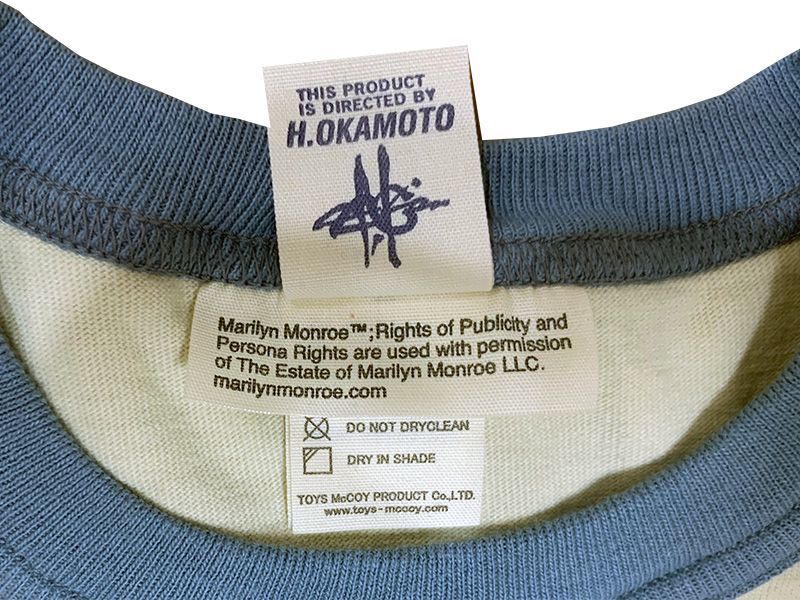 THIS PRODUCT
IS DIRECTED BY
H.OKAMOTO
Marilyn Monroe™;Rights of Publicity and
Persona Rights are used with permission
of The Estate of Marilyn Monroe LLC.
marilynmonroe.com
DO NOT DRYCLEAN
DRY IN SHADE
TOYS McCOY PRODUCT Co.,LTD.
www.toys-mccoy.com